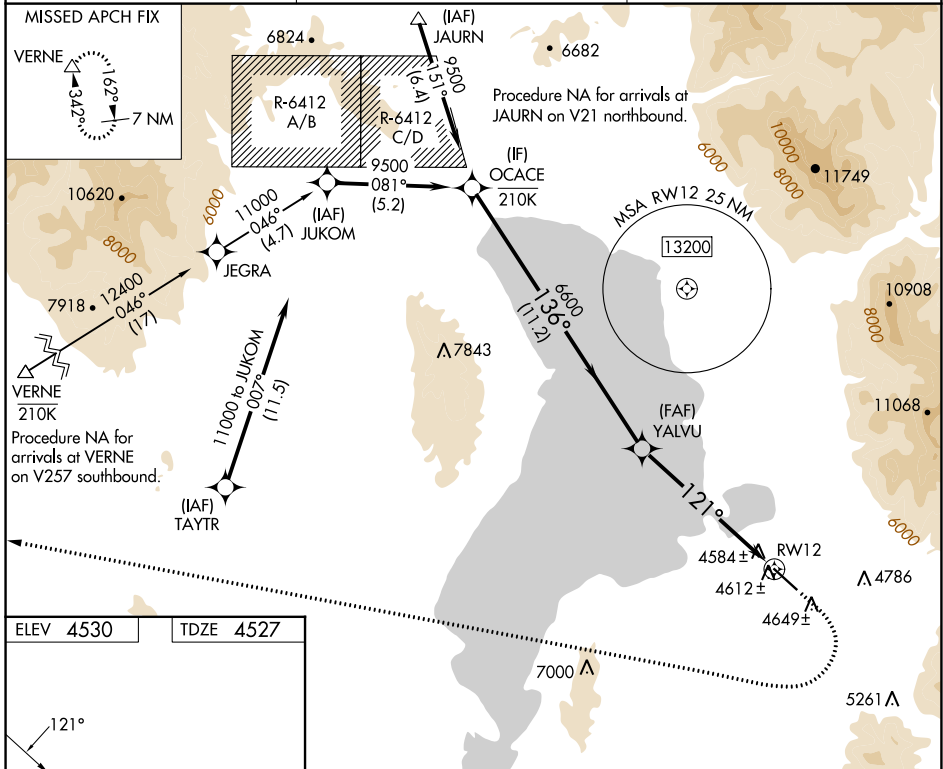 MISSED APCH FIX
VERNE
342°
162°
7 NM
6824
(IAF)
JAURN
9500
151°
(6.4)
6682
R-6412
A/B
R-6412
C/D
Procedure NA for arrivals at
JAURN on V21 northbound.
10000
8000
6000
11749
10620
8000
6000
11000
046°
(4.7)
(IAF)
JUKOM
9500
081°
(5.2)
(IF)
OCACE
210K
MSA RW12 25 NM
13200
JEGRA
7918
12400
046°
(17)
VERNE
210K
Procedure NA for
arrivals at VERNE
on V257 southbound.
11000 to JUKOM
007°
(11.5)
(IAF)
TAYTR
7843
6600
136°
(11.2)
(FAF)
YALVU
10908
8000
11068
6000
121°
RW12
4584±
4612±
4649±
4786
7000
5261
ELEV 4530
TDZE 4527
121°